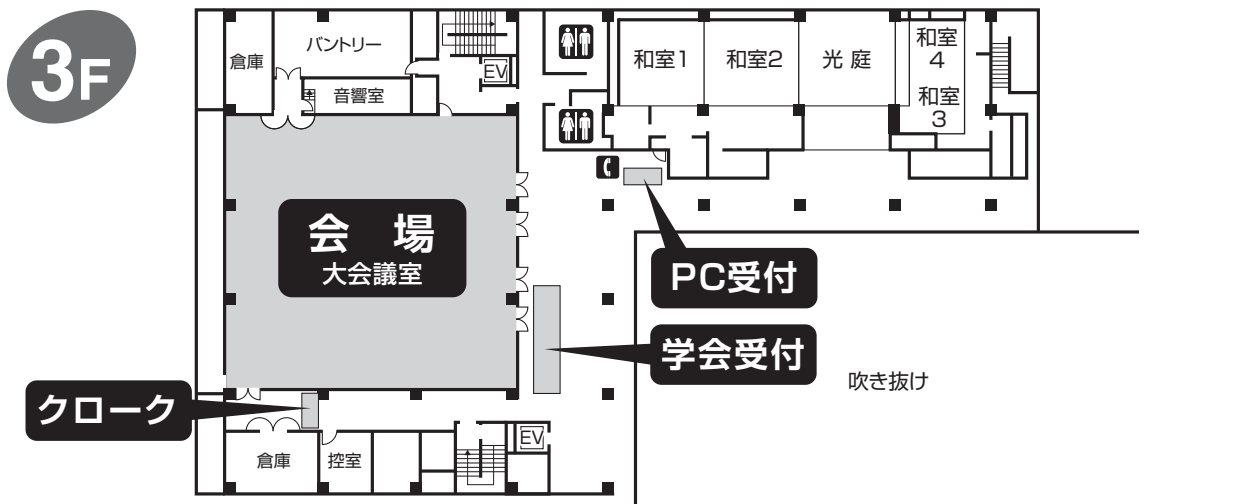 3F
倉庫
パントリー
音響室
EV
和室1
和室2
光 庭
和室
4
和室
3
会 場
大会議室
PC受付
学会受付
吹き抜け
クローク
倉庫
控室
EV